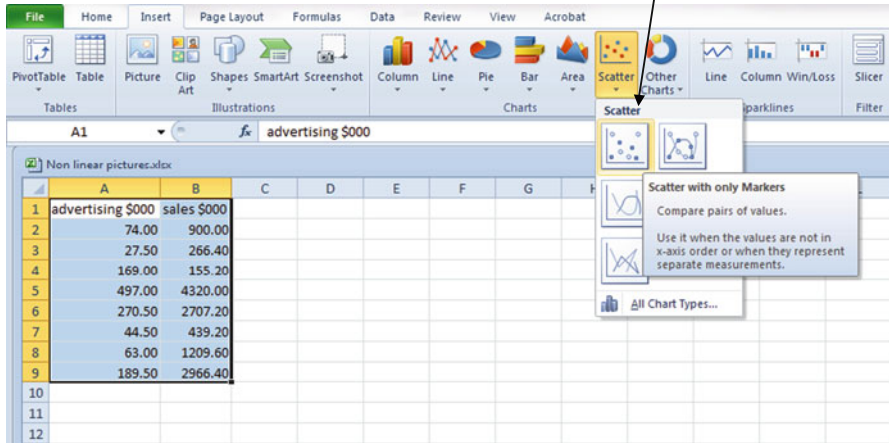 File Home Insert Page Layout Formulas Data Review View Acrobat
PivotTable Table Picture Clip Art Shapes SmartArt Screenshot Column Line Pie Bar Area Scatter Other Charts Line Column Win/Loss Slicer
Tables Illustrations Charts Sparklines Filter
A1 fx advertising $000
Scatter
Non linear pictures.xlsx
A B C D E F G H
1 advertising $000 sales $000
2 74.00 900.00
3 27.50 266.40
4 169.00 155.20
5 497.00 4320.00
6 270.50 2707.20
7 44.50 439.20
8 63.00 1209.60
9 189.50 2966.40
10
11
12
Scatter with only Markers
Compare pairs of values.
Use it when the values are not in
x-axis order or when they represent
separate measurements.
All Chart Types...